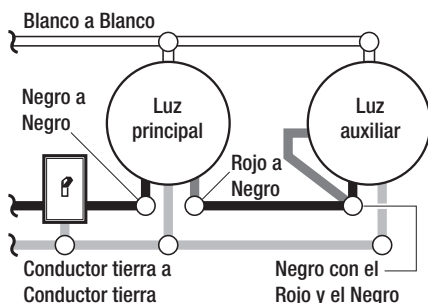 Blanco a Blanco
Negro a
Negro
Luz
principal
Luz
auxiliar
Rojo a
Negro
Conductor tierra a
Conductor tierra
Negro con el
Rojo y el Negro